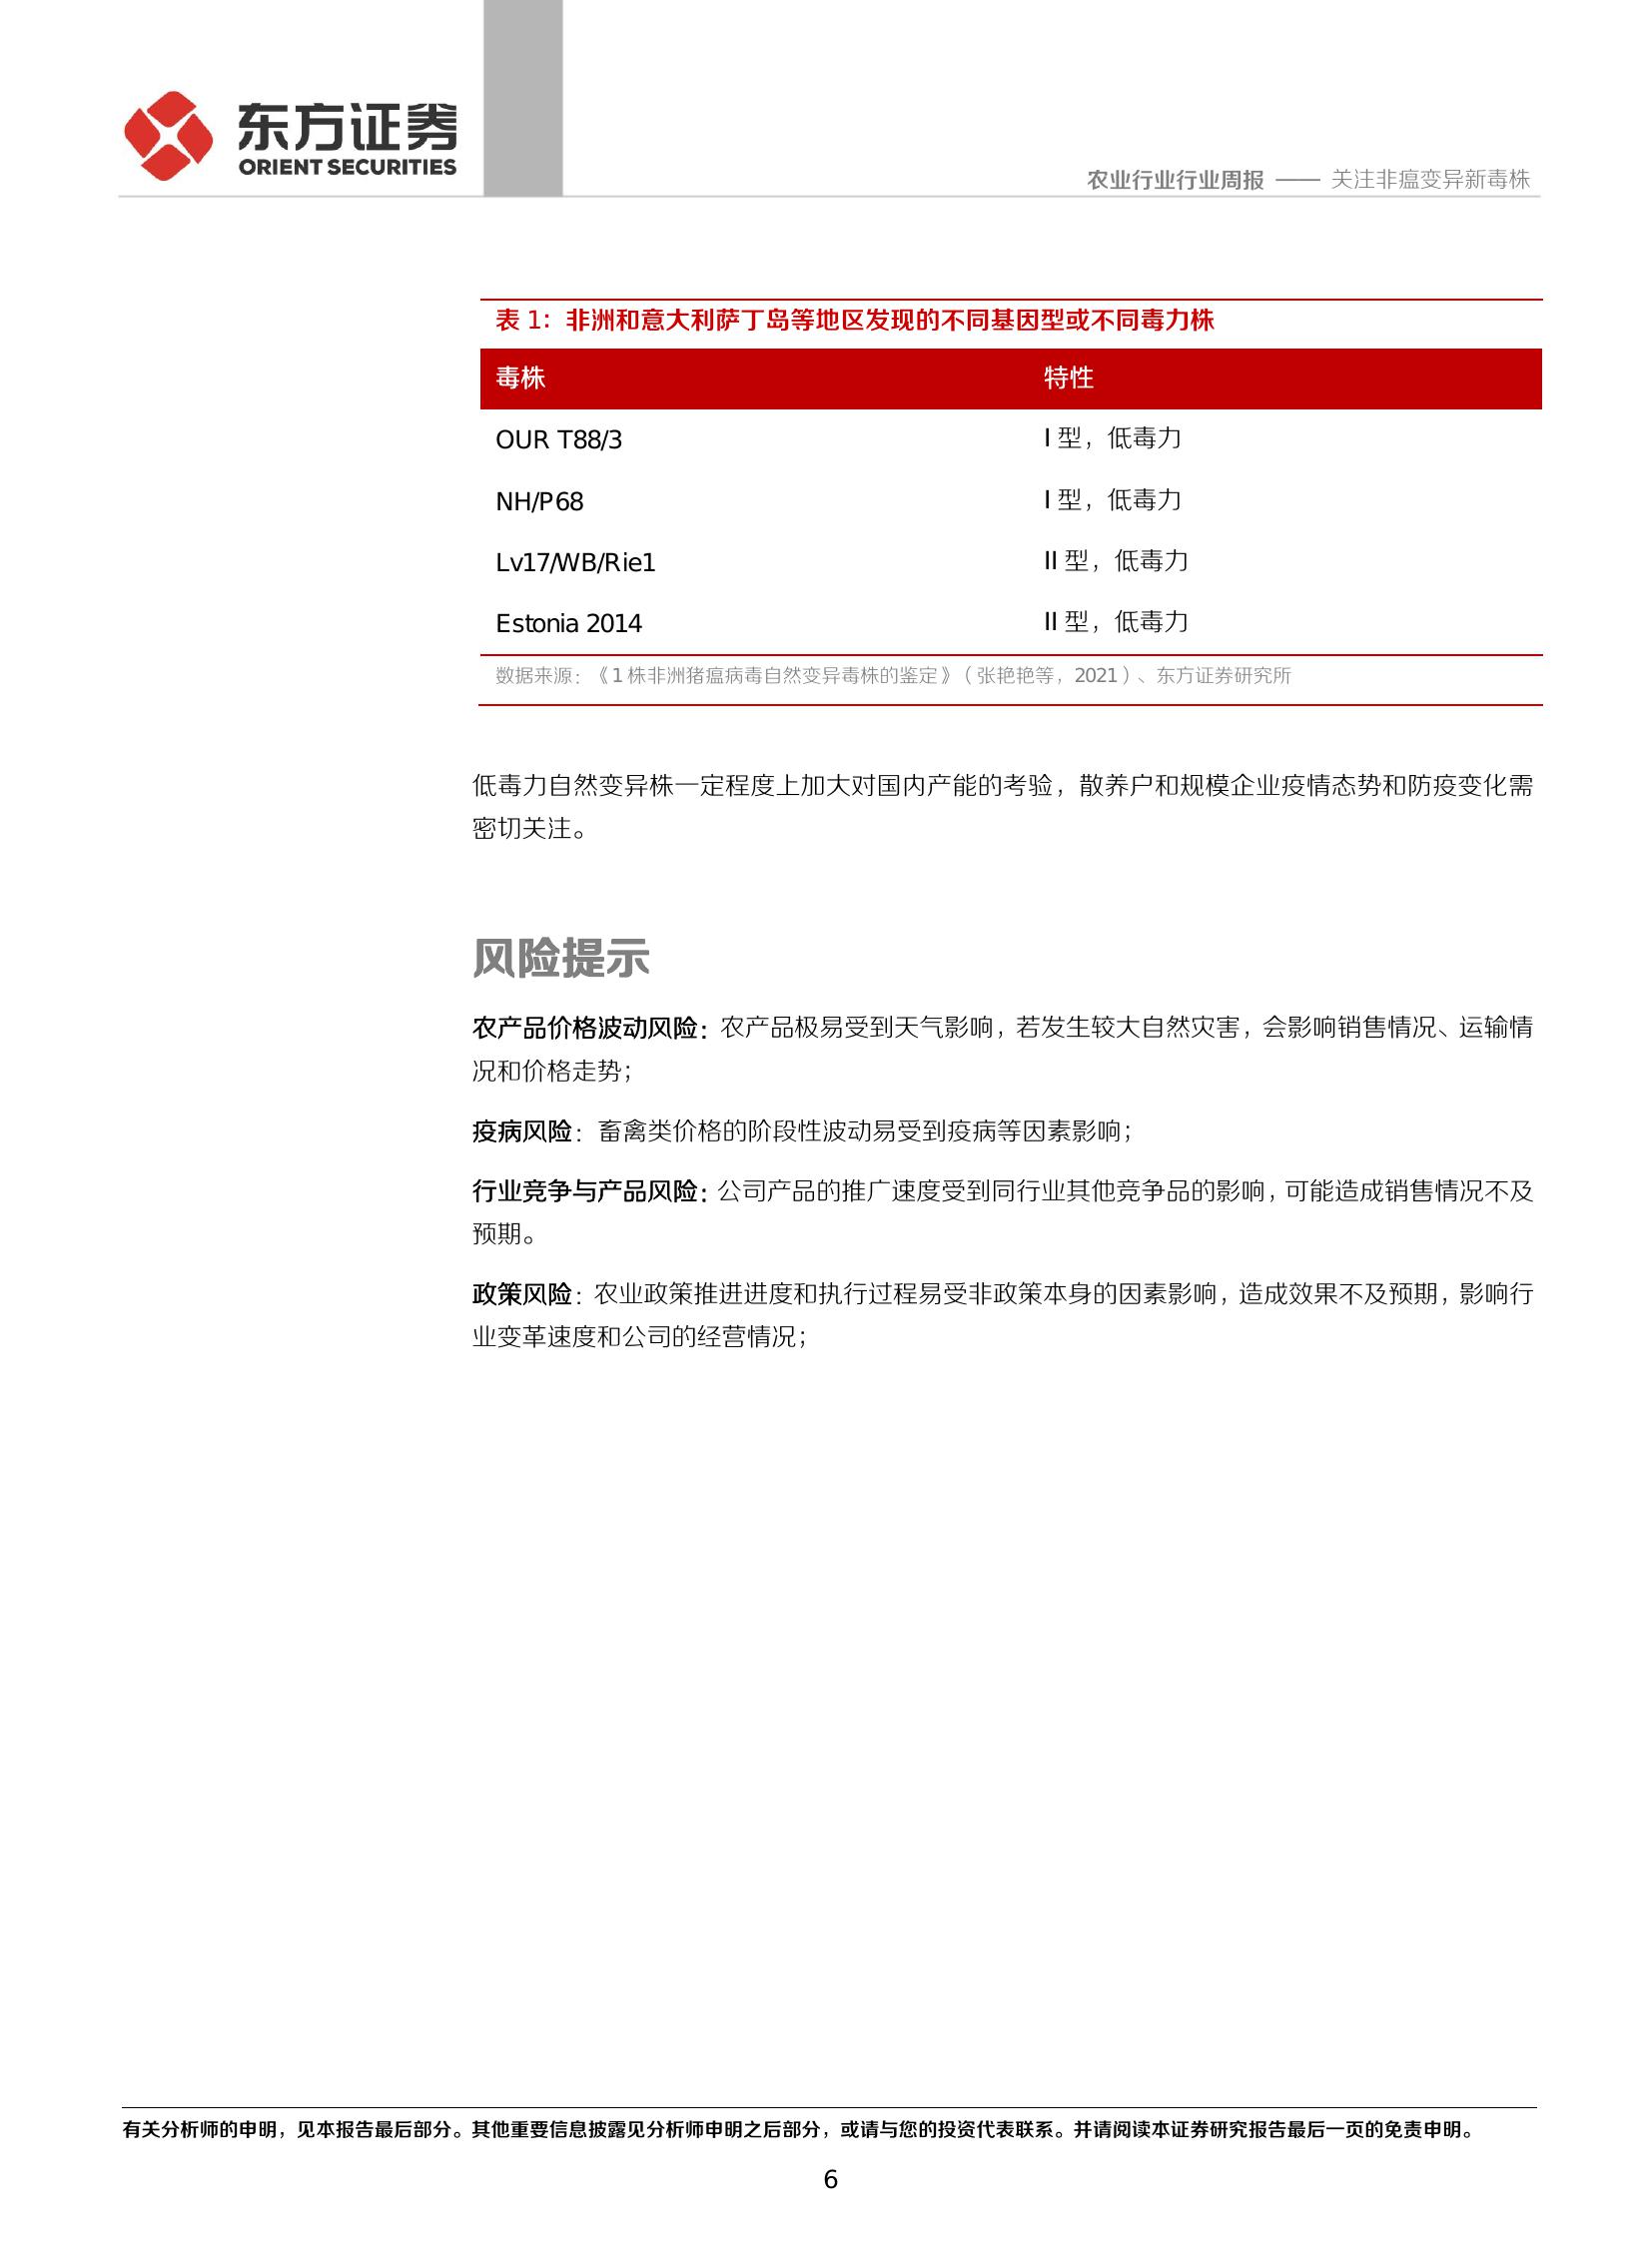 东方证券
ORIENT SECURITIES
农业行业行业周报 —— 关注非瘟变异新毒株
表 1：非洲和意大利萨丁岛等地区发现的不同基因型或不同毒力株
毒株 特性
OUR T88/3 I 型，低毒力
NH/P68 I 型，低毒力
Lv17/WB/Rie1 II 型，低毒力
Estonia 2014 II 型，低毒力
数据来源：《1 株非洲猪瘟病毒自然变异毒株的鉴定》（张艳艳等，2021）、东方证券研究所
低毒力自然变异株一定程度上加大对国内产能的考验，散养户和规模企业疫情态势和防疫变化需
密切关注。
风险提示
农产品价格波动风险：农产品极易受到天气影响，若发生较大自然灾害，会影响销售情况、运输情
况和价格走势；
疫病风险：畜禽类价格的阶段性波动易受到疫病等因素影响；
行业竞争与产品风险：公司产品的推广速度受到同行业其他竞争品的影响，可能造成销售情况不及
预期。
政策风险：农业政策推进进度和执行过程易受非政策本身的因素影响，造成效果不及预期，影响行
业变革速度和公司的经营情况；
有关分析师的申明，见本报告最后部分。其他重要信息披露见分析师申明之后部分，或请与您的投资代表联系。并请阅读本证券研究报告最后一页的免责申明。
6